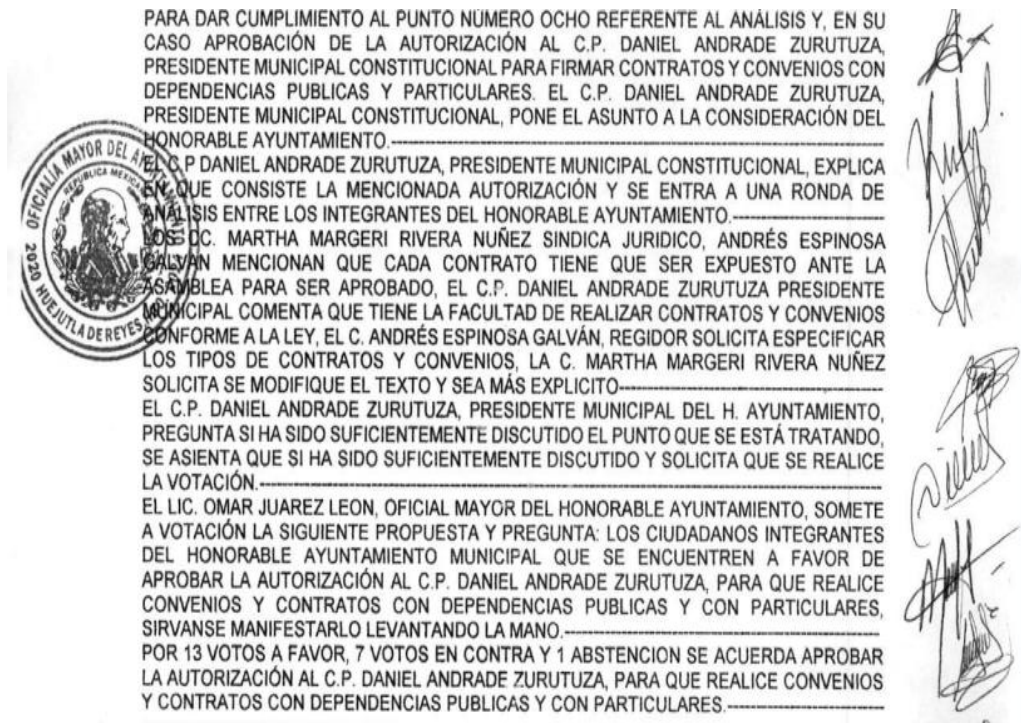 PARA DAR CUMPLIMIENTO AL PUNTO NÚMERO OCHO REFERENTE AL ANÁLISIS Y, EN SU
CASO APROBACIÓN DE LA AUTORIZACIÓN AL C.P. DANIEL ANDRADE ZURUTUZA,
PRESIDENTE MUNICIPAL CONSTITUCIONAL PARA FIRMAR CONTRATOS Y CONVENIOS CON
DEPENDENCIAS PUBLICAS Y PARTICULARES. EL C.P. DANIEL ANDRADE ZURUTUZA,
PRESIDENTE MUNICIPAL CONSTITUCIONAL, PONE EL ASUNTO A LA CONSIDERACIÓN DEL
HONORABLE AYUNTAMIENTO.
EL C.P DANIEL ANDRADE ZURUTUZA, PRESIDENTE MUNICIPAL CONSTITUCIONAL, EXPLICA
EN QUE CONSISTE LA MENCIONADA AUTORIZACIÓN Y SE ENTRA A UNA RONDA DE
ANÁLISIS ENTRE LOS INTEGRANTES DEL HONORABLE AYUNTAMIENTO.
LOS CC. MARTHA MARGERI RIVERA NUÑEZ SINDICA JURIDICO, ANDRÉS ESPINOSA
GALVÁN MENCIONAN QUE CADA CONTRATO TIENE QUE SER EXPUESTO ANTE LA
ASAMBLEA PARA SER APROBADO, EL C.P. DANIEL ANDRADE ZURUTUZA PRESIDENTE
MUNICIPAL COMENTA QUE TIENE LA FACULTAD DE REALIZAR CONTRATOS Y CONVENIOS
CONFORME A LA LEY, EL C. ANDRÉS ESPINOSA GALVÁN, REGIDOR SOLICITA ESPECIFICAR
LOS TIPOS DE CONTRATOS Y CONVENIOS, LA C. MARTHA MARGERI RIVERA NUÑEZ
SOLICITA SE MODIFIQUE EL TEXTO Y SEA MÁS EXPLICITO
EL C.P. DANIEL ANDRADE ZURUTUZA, PRESIDENTE MUNICIPAL DEL H. AYUNTAMIENTO,
PREGUNTA SI HA SIDO SUFICIENTEMENTE DISCUTIDO EL PUNTO QUE SE ESTÁ TRATANDO,
SE ASIENTA QUE SI HA SIDO SUFICIENTEMENTE DISCUTIDO Y SOLICITA QUE SE REALICE
LA VOTACIÓN.
EL LIC. OMAR JUAREZ LEON, OFICIAL MAYOR DEL HONORABLE AYUNTAMIENTO, SOMETE
A VOTACIÓN LA SIGUIENTE PROPUESTA Y PREGUNTA: LOS CIUDADANOS INTEGRANTES
DEL HONORABLE AYUNTAMIENTO MUNICIPAL QUE SE ENCUENTREN A FAVOR DE
APROBAR LA AUTORIZACIÓN AL C.P. DANIEL ANDRADE ZURUTUZA, PARA QUE REALICE
CONVENIOS Y CONTRATOS CON DEPENDENCIAS PUBLICAS Y CON PARTICULARES,
SIRVANSE MANIFESTARLO LEVANTANDO LA MANO.
POR 13 VOTOS A FAVOR, 7 VOTOS EN CONTRA Y 1 ABSTENCION SE ACUERDA APROBAR
LA AUTORIZACIÓN AL C.P. DANIEL ANDRADE ZURUTUZA, PARA QUE REALICE CONVENIOS
Y CONTRATOS CON DEPENDENCIAS PUBLICAS Y CON PARTICULARES.
OFICIALIA MAYOR DEL
REPUBLICA MEXICANA
2020 HUEJUTLA DE REYES